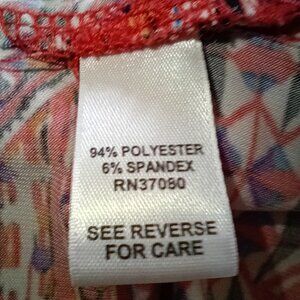 94% POLYESTER
6% SPANDEX
RN37080
SEE REVERSE
FOR CARE